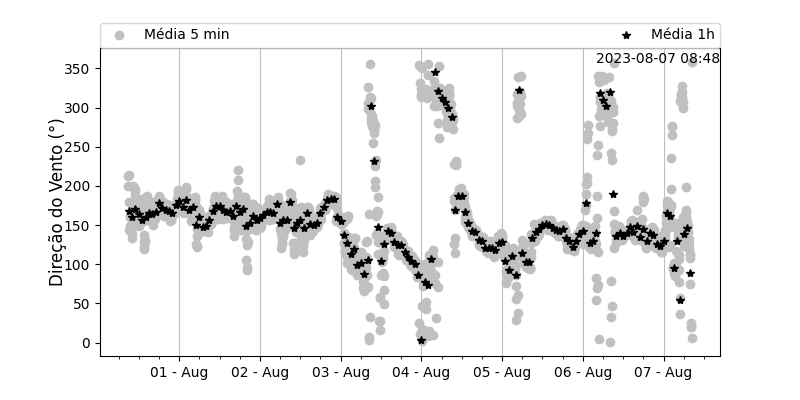 Média 5 min
Média 1h
2023-08-07 08:48
Direção do Vento (°)
350
300
250
200
150
100
50
0
01 - Aug
02 - Aug
03 - Aug
04 - Aug
05 - Aug
06 - Aug
07 - Aug